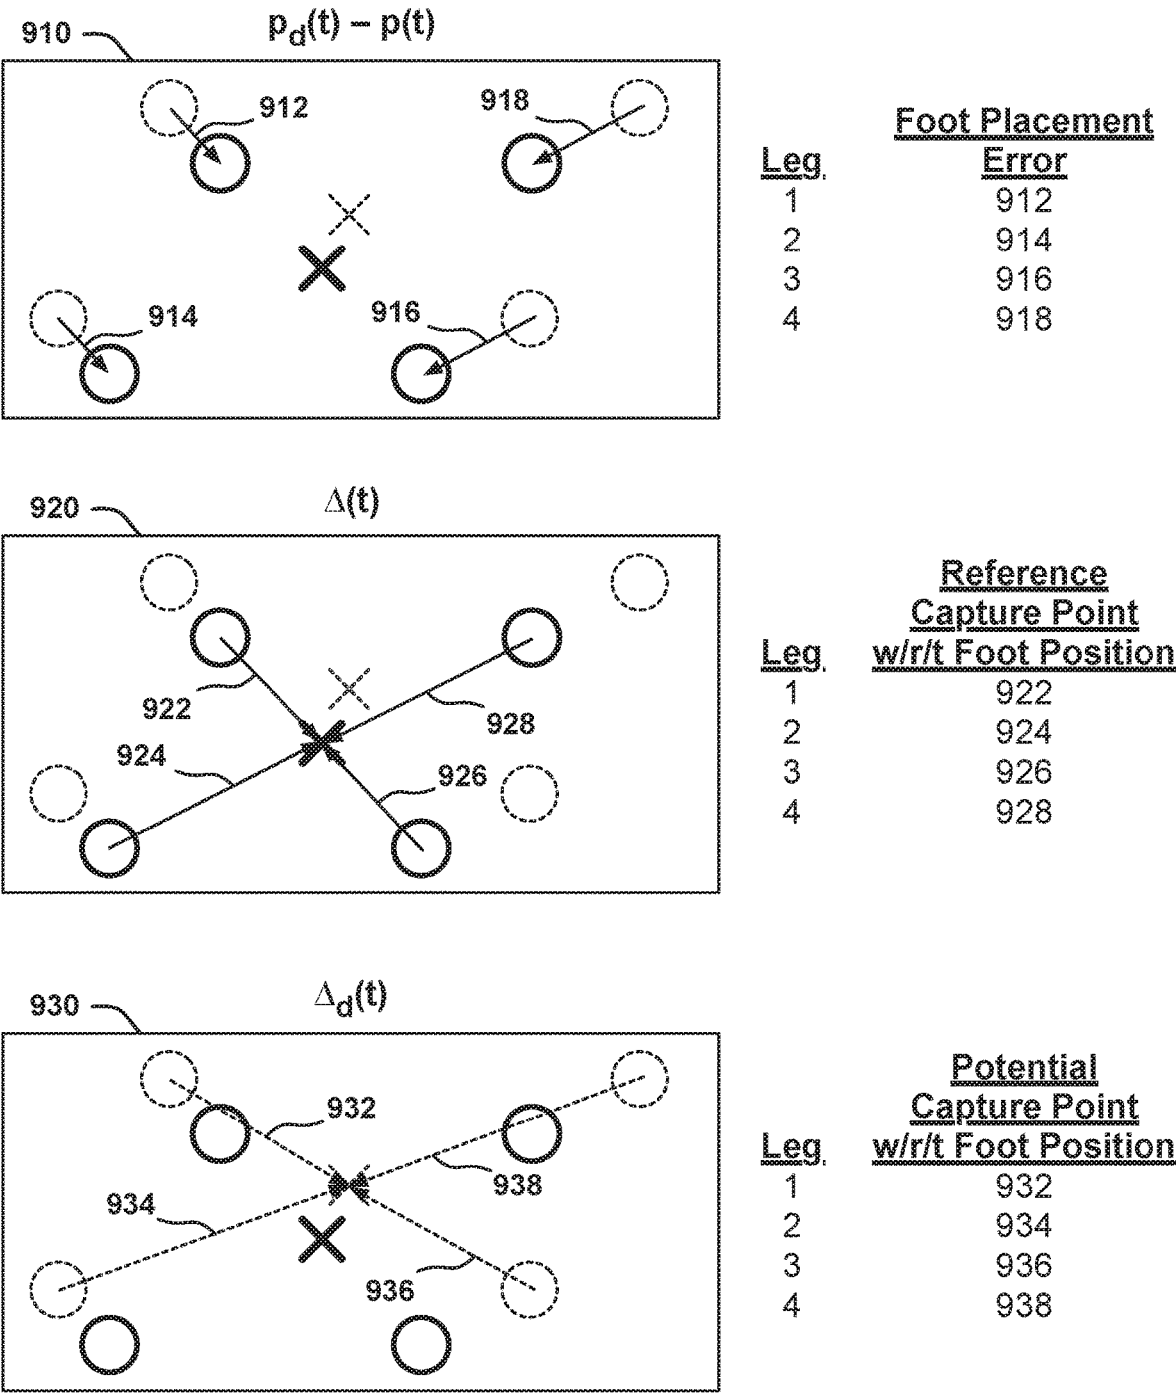 910
p_d(t) – p(t)
912
918
914
916
Foot Placement
Leg Error
1 912
2 914
3 916
4 918
920
Δ(t)
922
928
924
926
Reference
Capture Point
Leg w/r/t Foot Position
1 922
2 924
3 926
4 928
930
Δ_d(t)
932
938
934
936
Potential
Capture Point
Leg w/r/t Foot Position
1 932
2 934
3 936
4 938